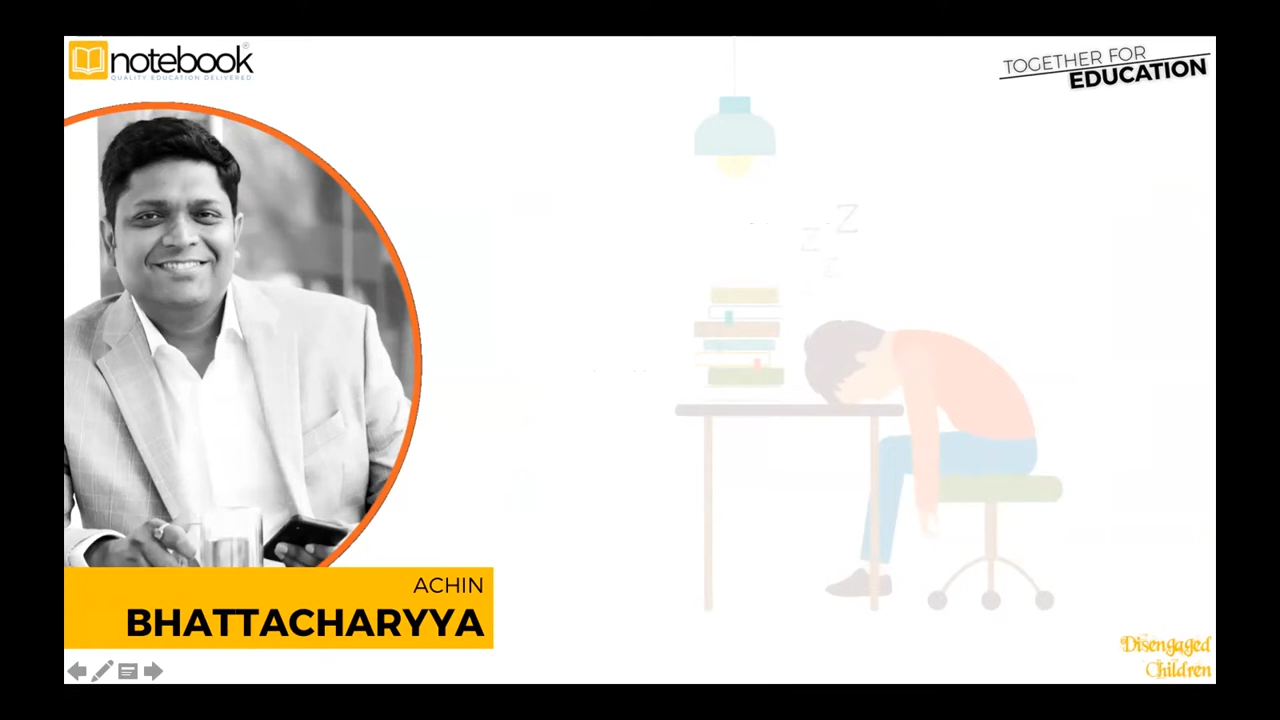 notebook®
QUALITY EDUCATION DELIVERED
TOGETHER FOR
EDUCATION
Z
Z
Z
ACHIN
BHATTACHARYYA
Disengaged
Children